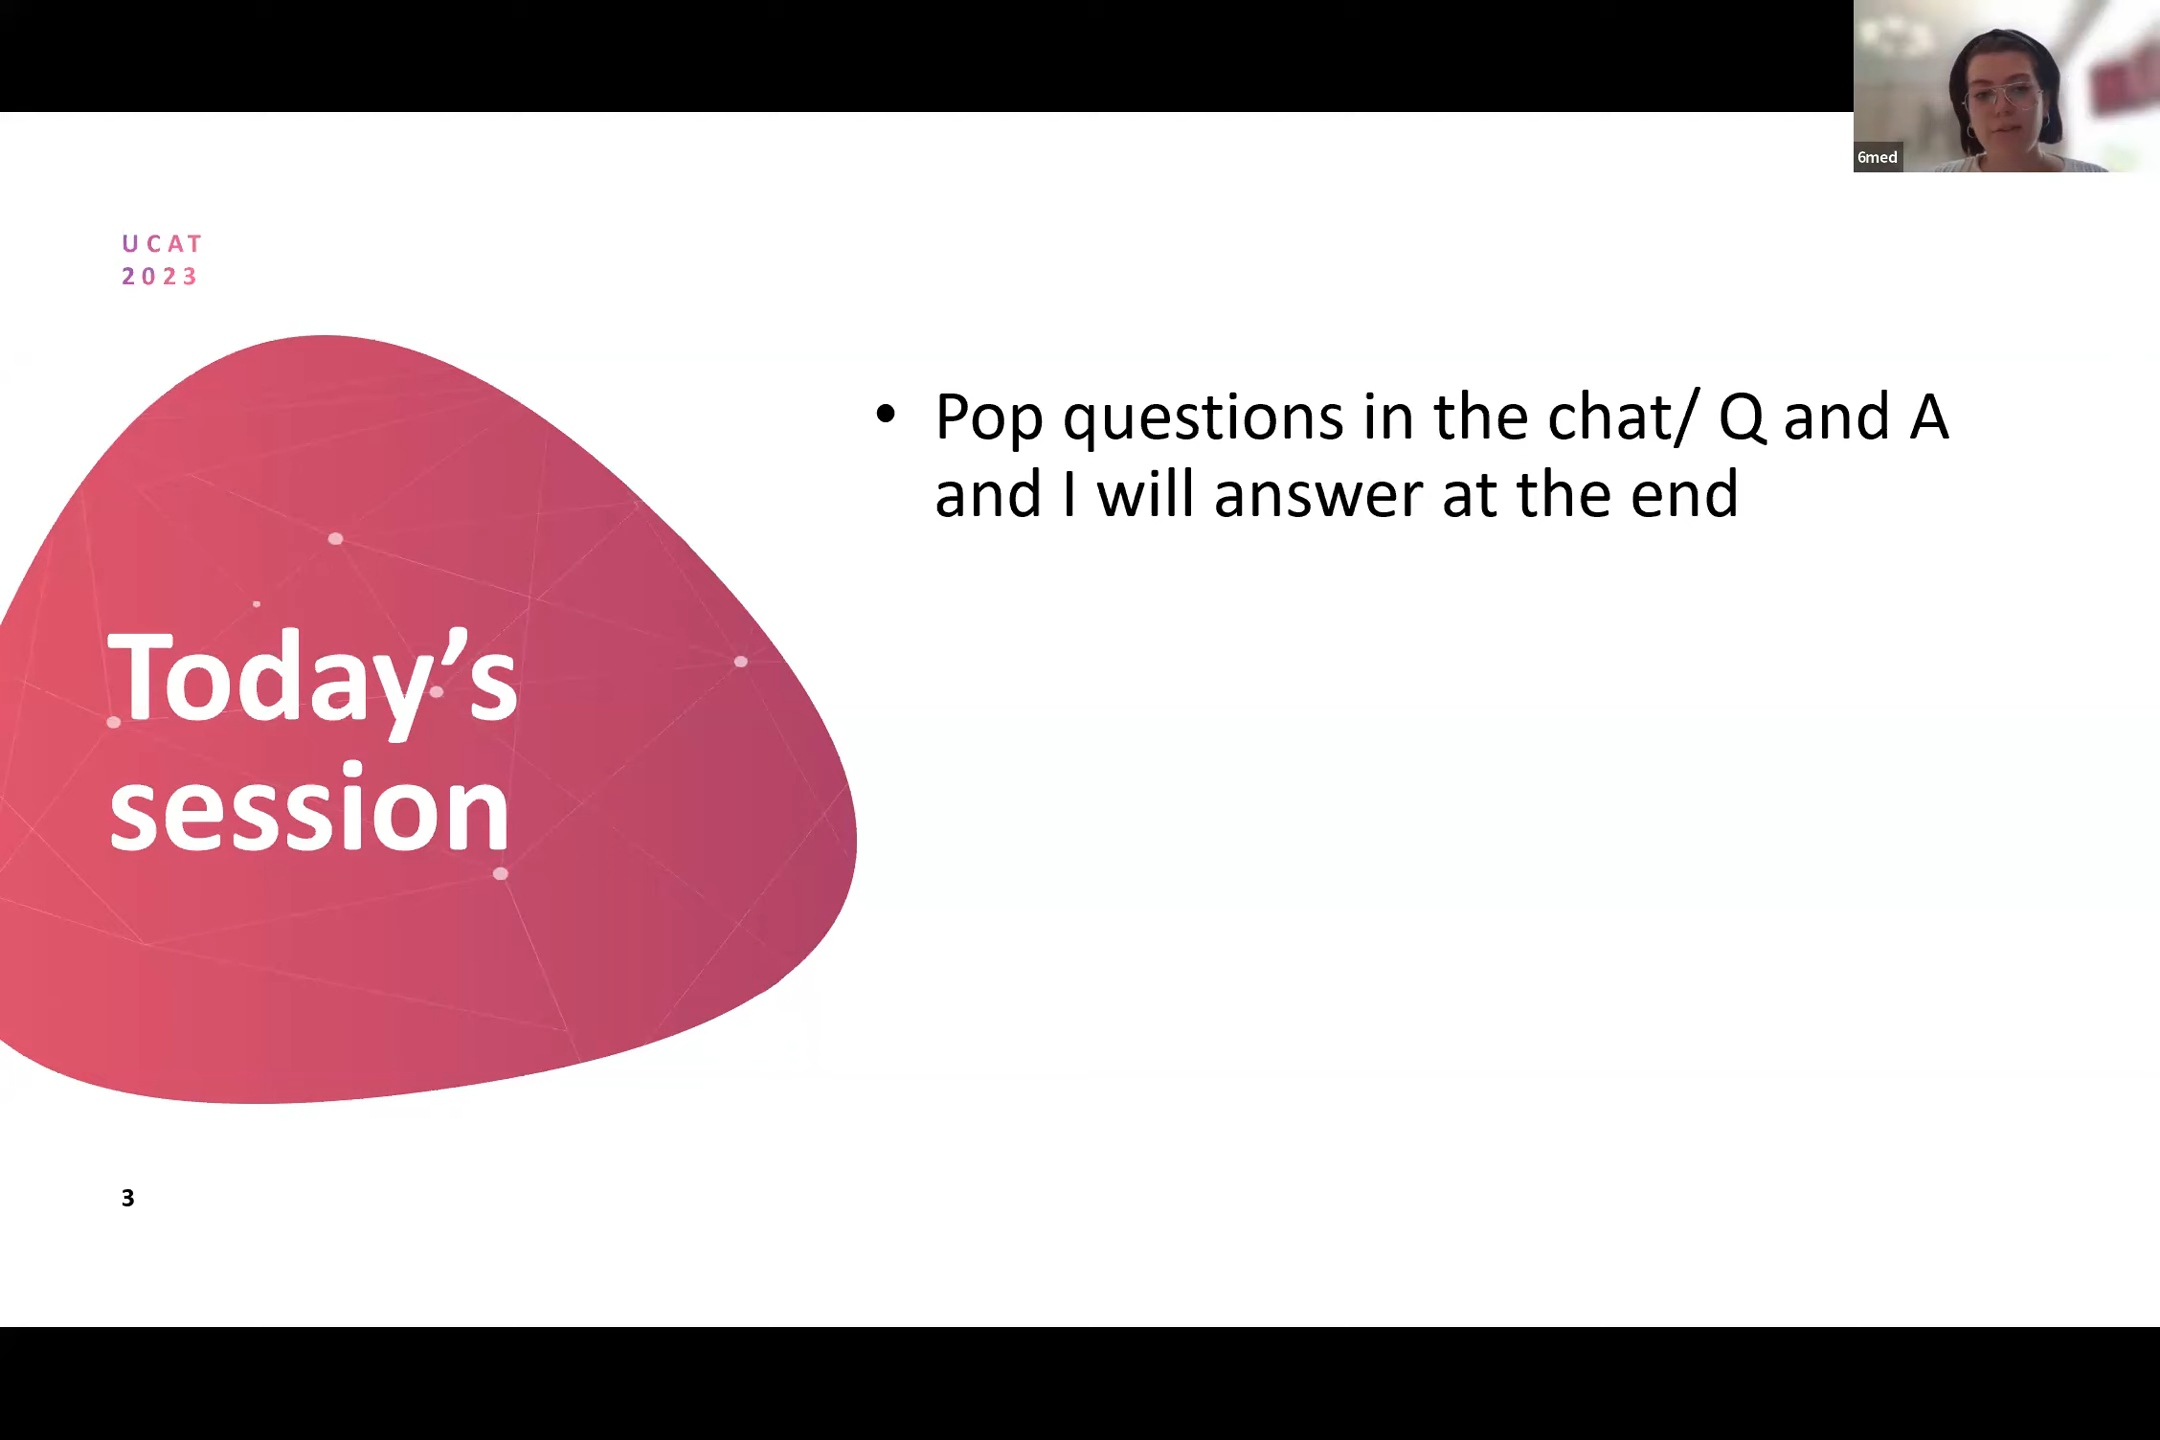 6med
UCAT
2023
Today’s
session
• Pop questions in the chat/ Q and A
and I will answer at the end
3